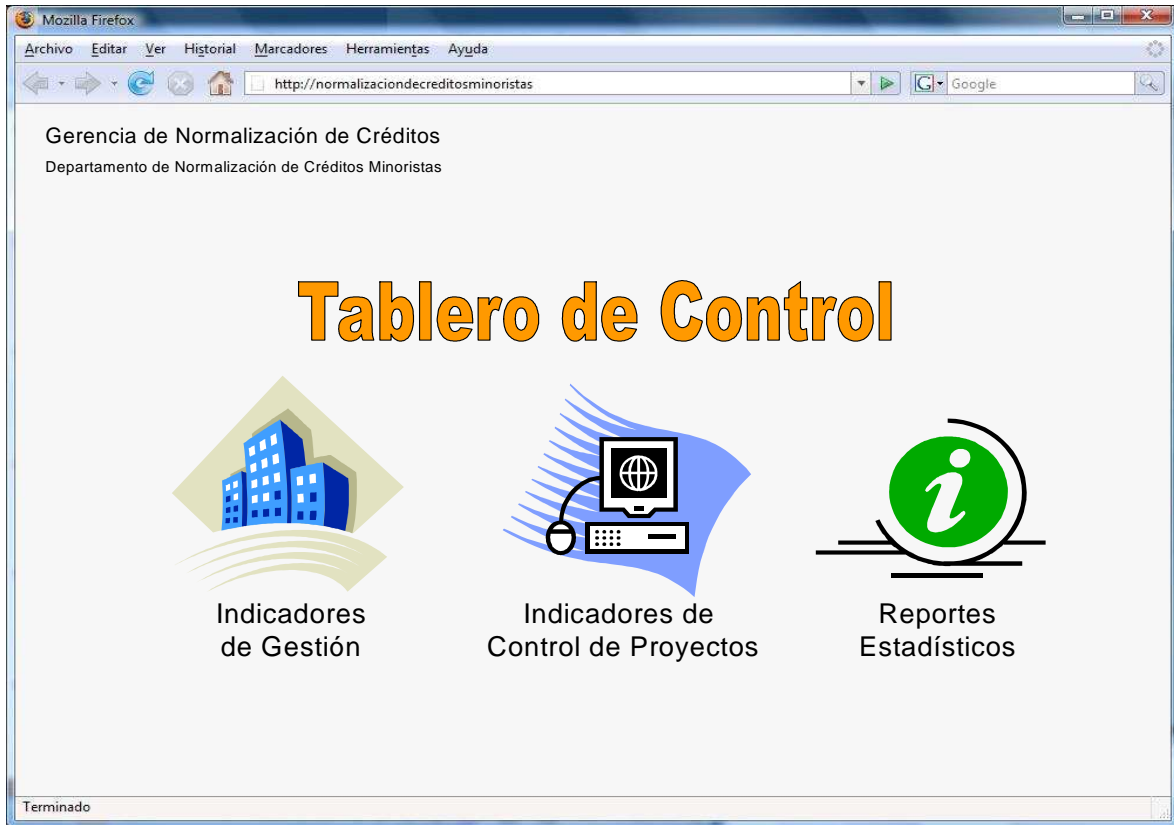 Mozilla Firefox
Archivo Editar Ver Historial Marcadores Herramientas Ayuda
http://normalizaciondecreditosminoristas
G Google
Gerencia de Normalización de Créditos
Departamento de Normalización de Créditos Minoristas
Tablero de Control
i
Indicadores
de Gestión
Indicadores de
Control de Proyectos
Reportes
Estadísticos
Terminado